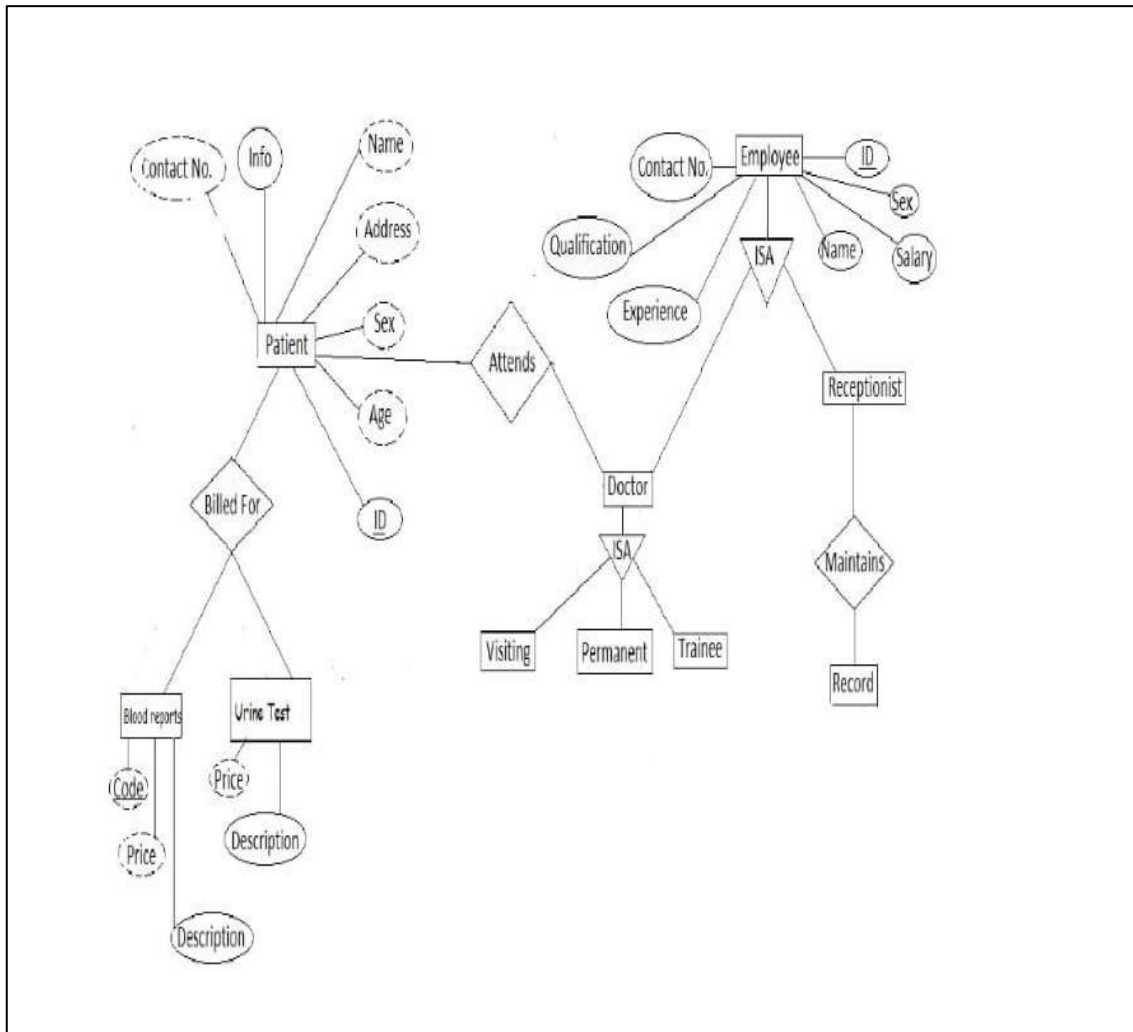 Name
Info
Contact No.
Employee
ID
Contact No.
Sex
Address
Qualification
ISA
Name
Salary
Experience
Sex
Patient
Attends
Receptionist
Age
Doctor
Billed For
ID
ISA
Maintains
Visiting
Permanent
Trainee
Record
Blood reports
Urine Test
Code
Price
Price
Description
Description